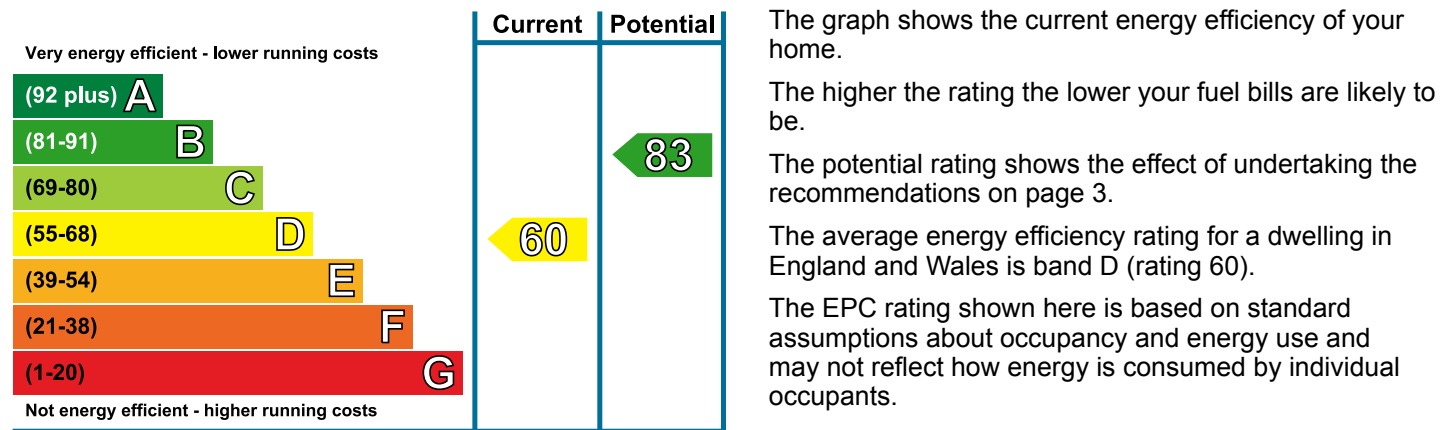 Current Potential
Very energy efficient - lower running costs
(92 plus) A
(81-91) B
83
(69-80) C
(55-68) D
60
(39-54) E
(21-38) F
(1-20) G
Not energy efficient - higher running costs
The graph shows the current energy efficiency of your
home.
The higher the rating the lower your fuel bills are likely to
be.
The potential rating shows the effect of undertaking the
recommendations on page 3.
The average energy efficiency rating for a dwelling in
England and Wales is band D (rating 60).
The EPC rating shown here is based on standard
assumptions about occupancy and energy use and
may not reflect how energy is consumed by individual
occupants.